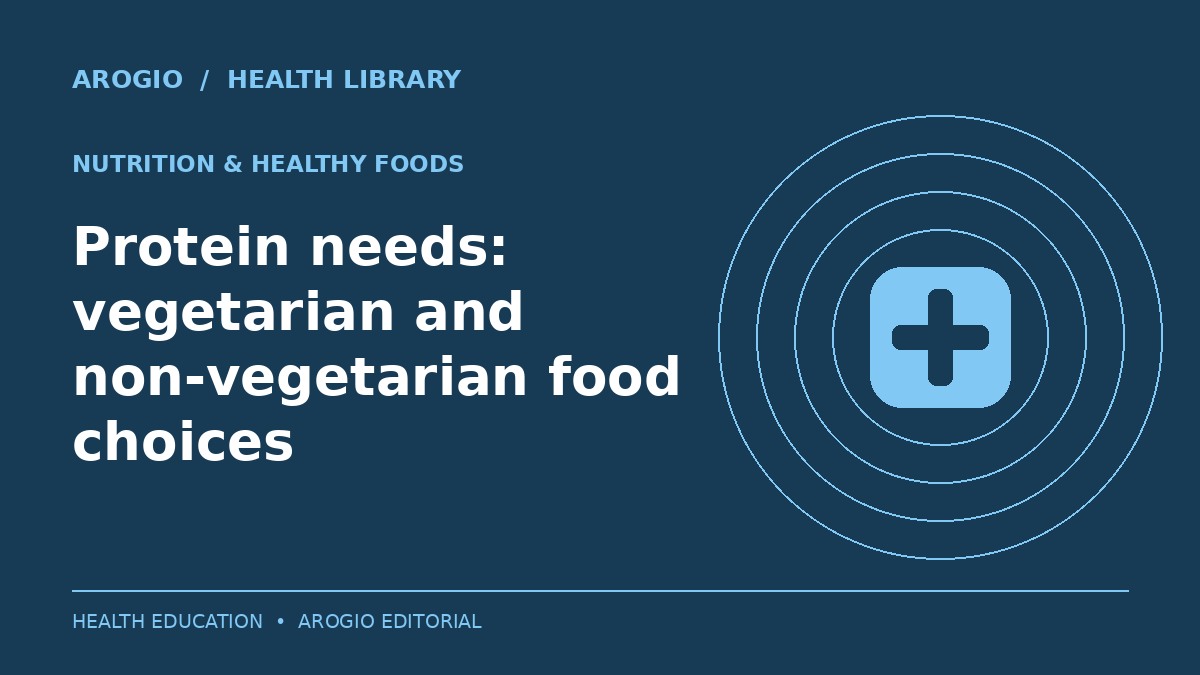 AROGIO / HEALTH LIBRARY
NUTRITION & HEALTHY FOODS
Protein needs:
vegetarian and
non-vegetarian food
choices
HEALTH EDUCATION • AROGIO EDITORIAL